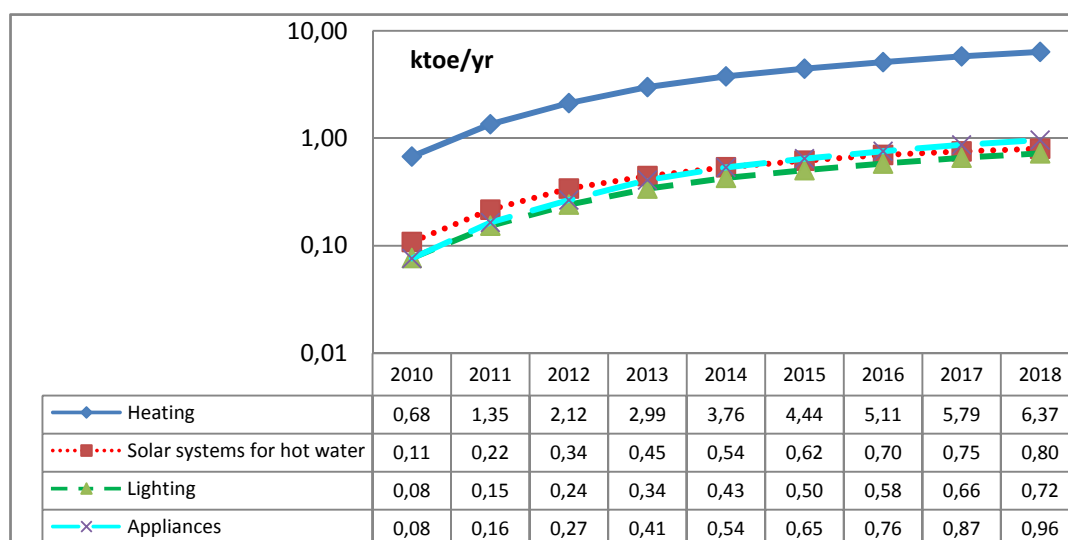 10,00
ktoe/yr
1,00
0,10
0,01
2010 2011 2012 2013 2014 2015 2016 2017 2018
Heating 0,68 1,35 2,12 2,99 3,76 4,44 5,11 5,79 6,37
Solar systems for hot water 0,11 0,22 0,34 0,45 0,54 0,62 0,70 0,75 0,80
Lighting 0,08 0,15 0,24 0,34 0,43 0,50 0,58 0,66 0,72
Appliances 0,08 0,16 0,27 0,41 0,54 0,65 0,76 0,87 0,96